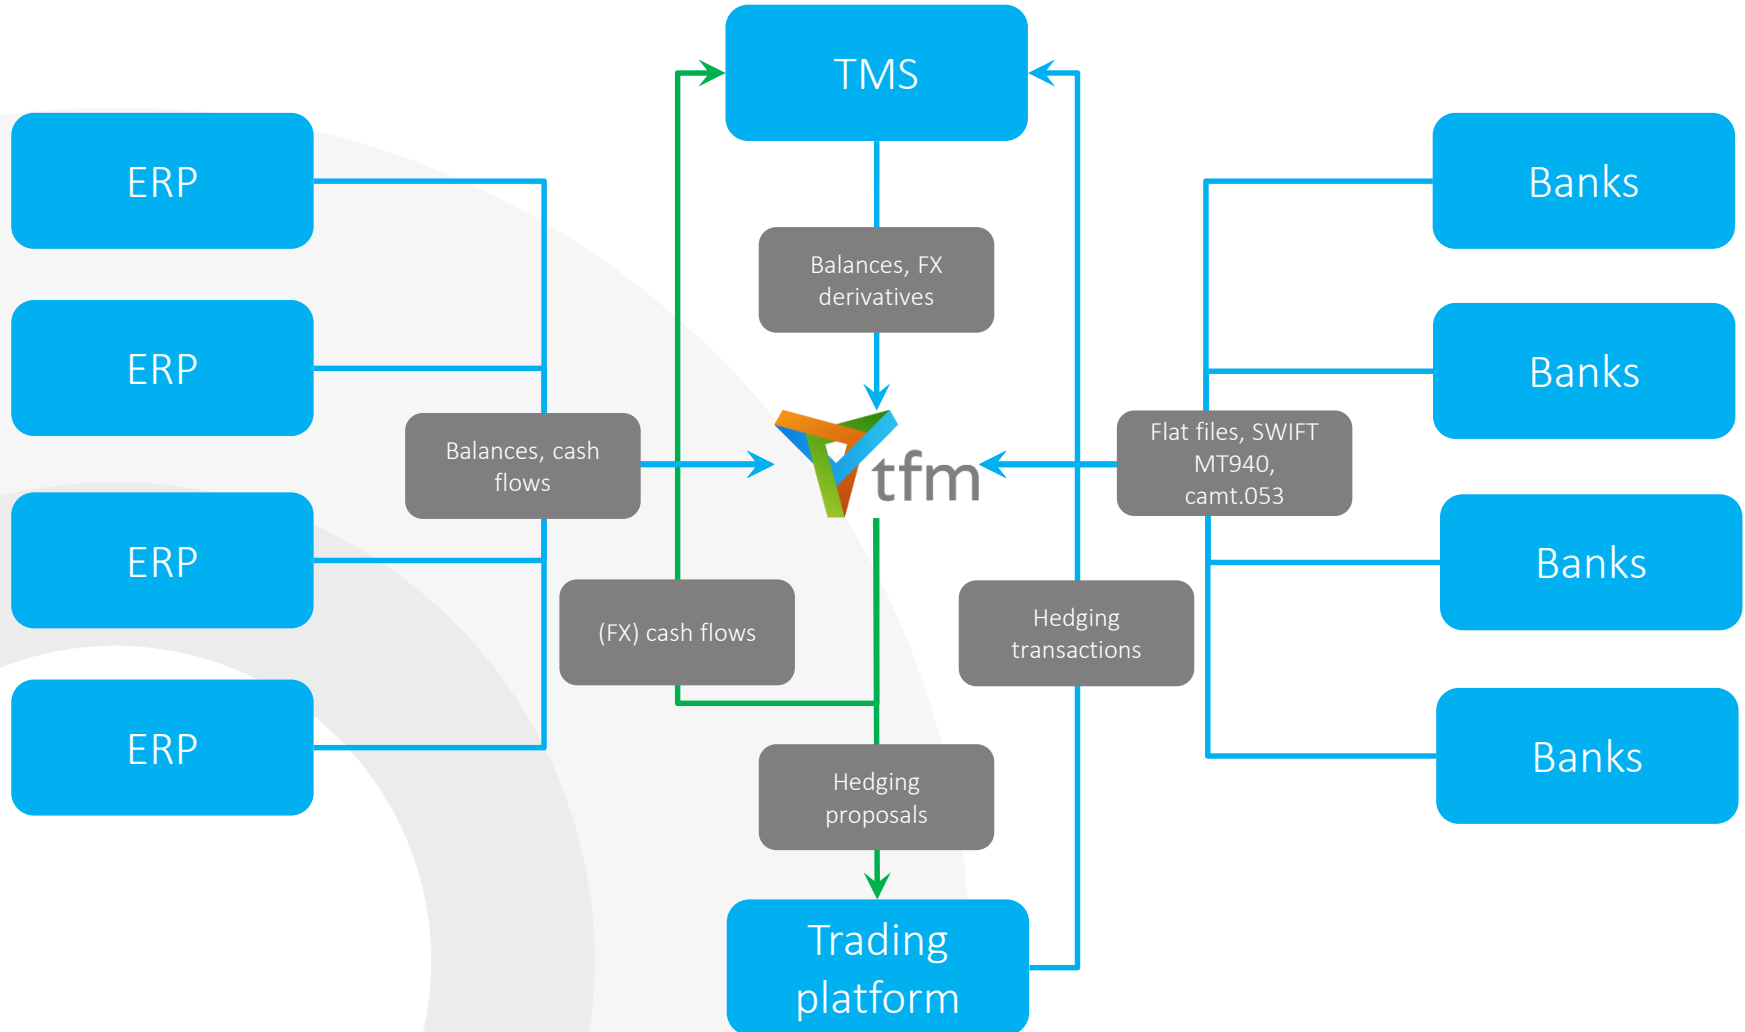 TMS
ERP
Banks
Balances, FX
derivatives
ERP
Banks
Balances, cash
flows
tfm
Flat files, SWIFT
MT940,
camt.053
ERP
Banks
(FX) cash flows
Hedging
transactions
ERP
Banks
Hedging
proposals
Trading
platform